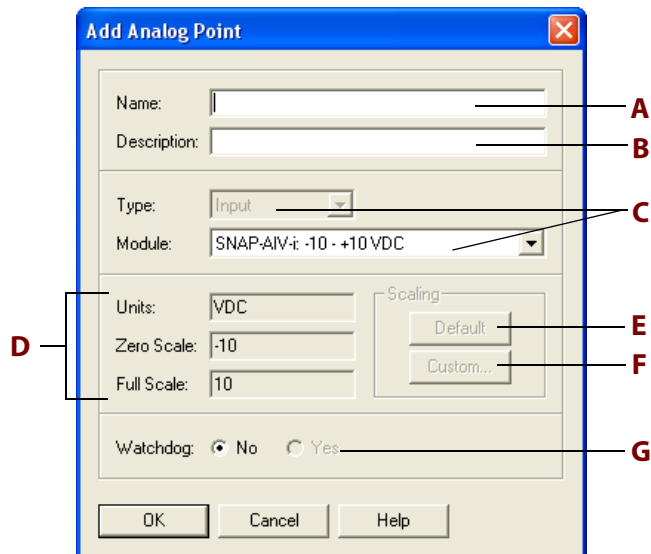 Add Analog Point
Name: A
Description: B
Type: Input C
Module: SNAP-AIV-i: -10 - +10 VDC
D
Units: VDC
Zero Scale: -10
Full Scale: 10
Scaling
Default E
Custom... F
Watchdog: No Yes G
OK Cancel Help